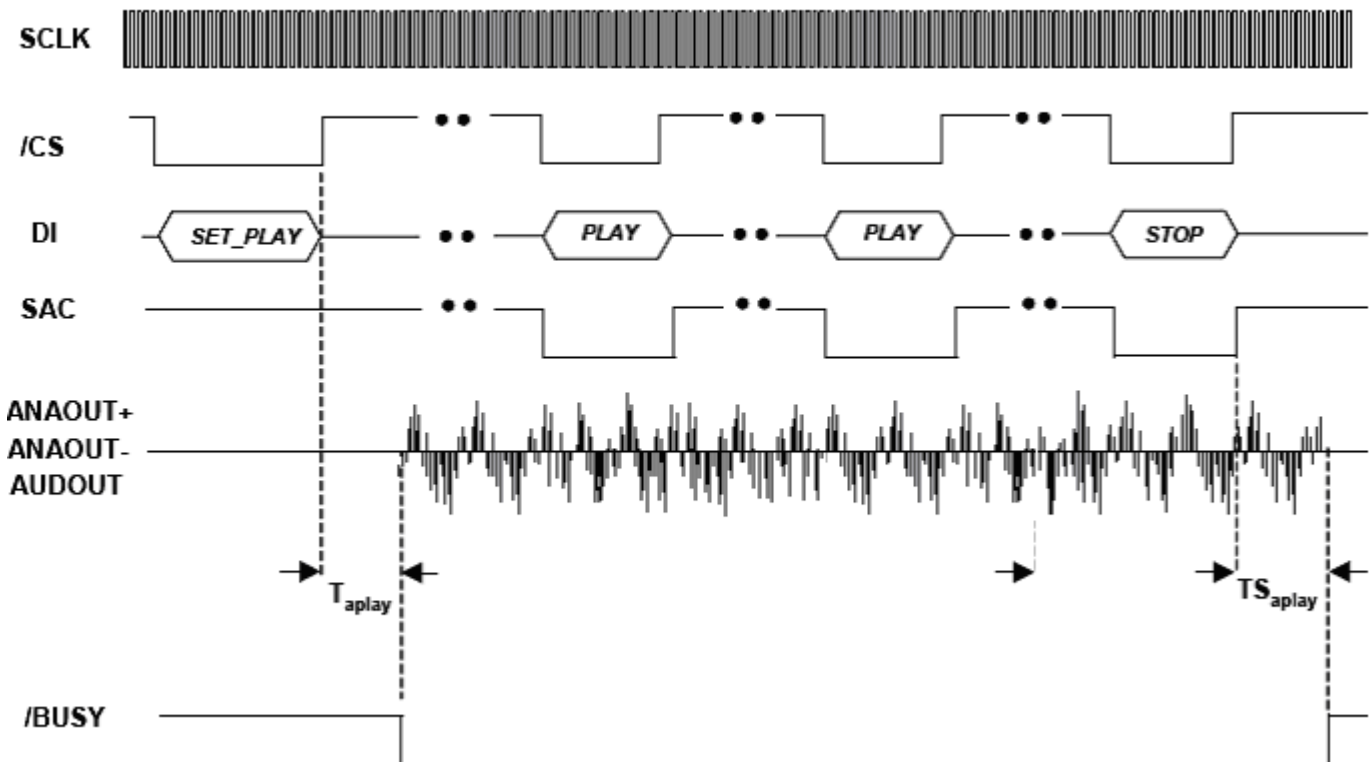 SCLK
/CS
DI
SET_PLAY
PLAY
PLAY
STOP
SAC
ANAOUT+
ANAOUT-
AUDOUT
Taplay
TSaplay
/BUSY